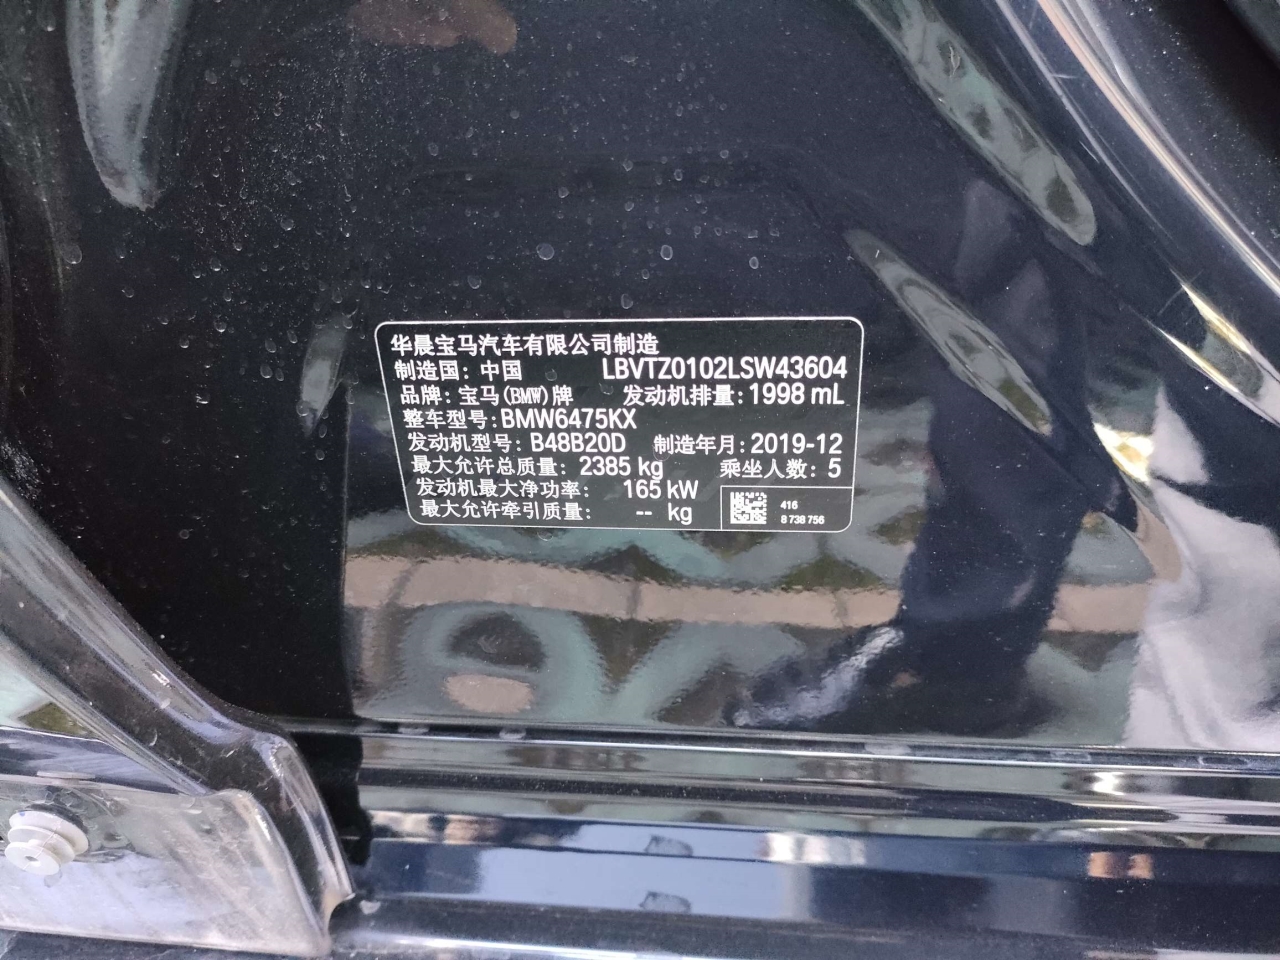 华晨宝马汽车有限公司制造
制造国: 中国 LBVTZ0102LSW43604
品牌: 宝马(BMW)牌 发动机排量: 1998 mL
整车型号: BMW6475KX
发动机型号: B48B20D 制造年月: 2019-12
最大允许总质量: 2385 kg 乘坐人数: 5
发动机最大净功率: 165 kW
最大允许牵引质量: -- kg
416
8 738 756